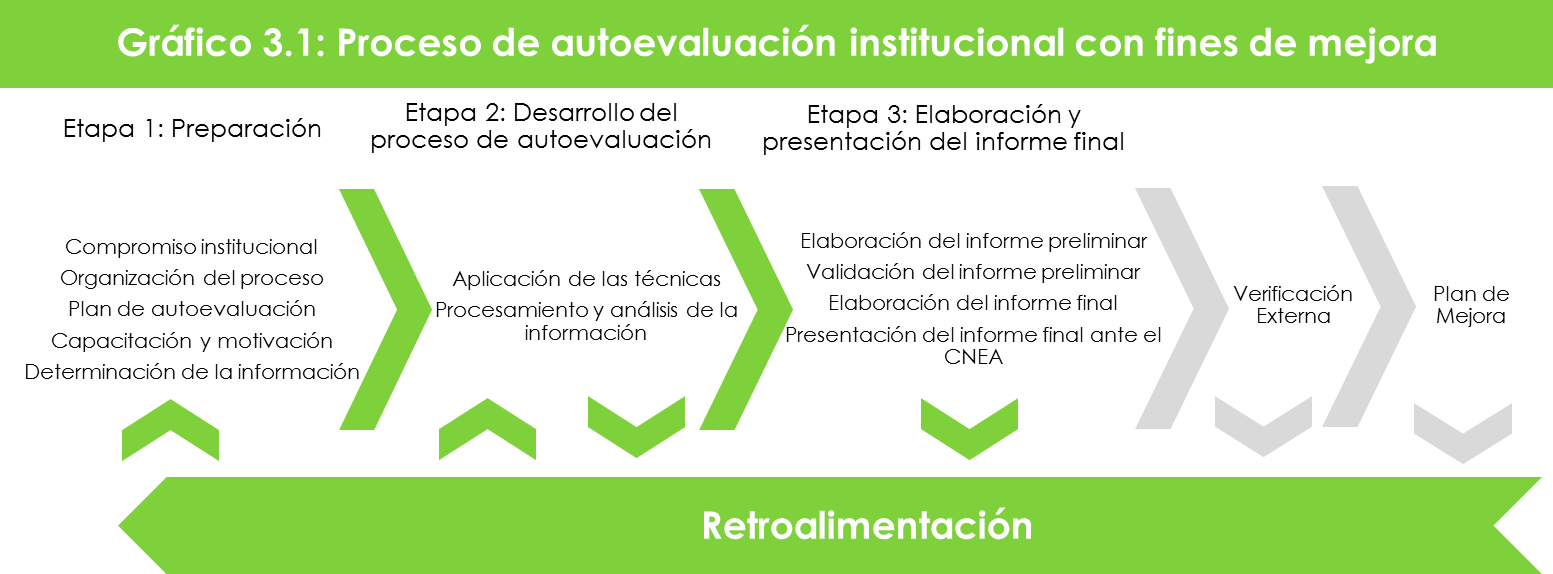 Gráfico 3.1: Proceso de autoevaluación institucional con fines de mejora
Etapa 1: Preparación
Etapa 2: Desarrollo del
proceso de autoevaluación
Etapa 3: Elaboración y
presentación del informe final
Compromiso institucional
Organización del proceso
Plan de autoevaluación
Capacitación y motivación
Determinación de la información
Aplicación de las técnicas
Procesamiento y análisis de la
información
Elaboración del informe preliminar
Validación del informe preliminar
Elaboración del informe final
Presentación del informe final ante el
CNEA
Verificación
Externa
Plan de
Mejora
Retroalimentación